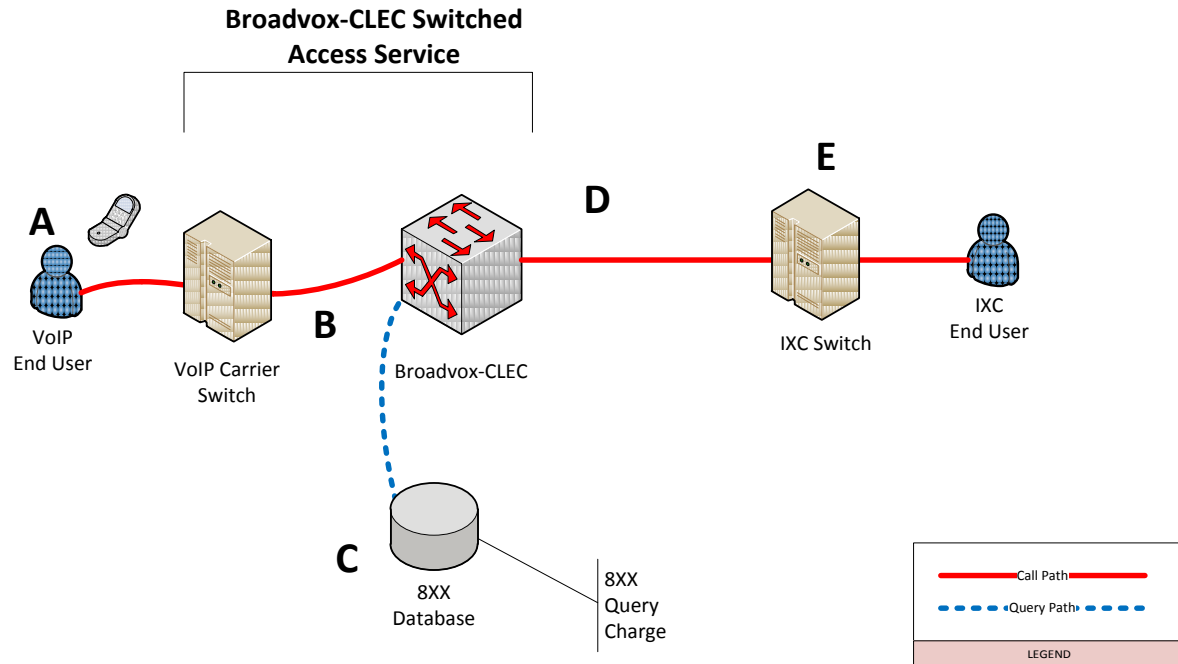 Broadvox-CLEC Switched
Access Service
A
VoIP
End User
VoIP Carrier
Switch
B
Broadvox-CLEC
D
E
IXC Switch
IXC
End User
C
8XX
Database
8XX
Query
Charge
Call Path
Query Path
LEGEND